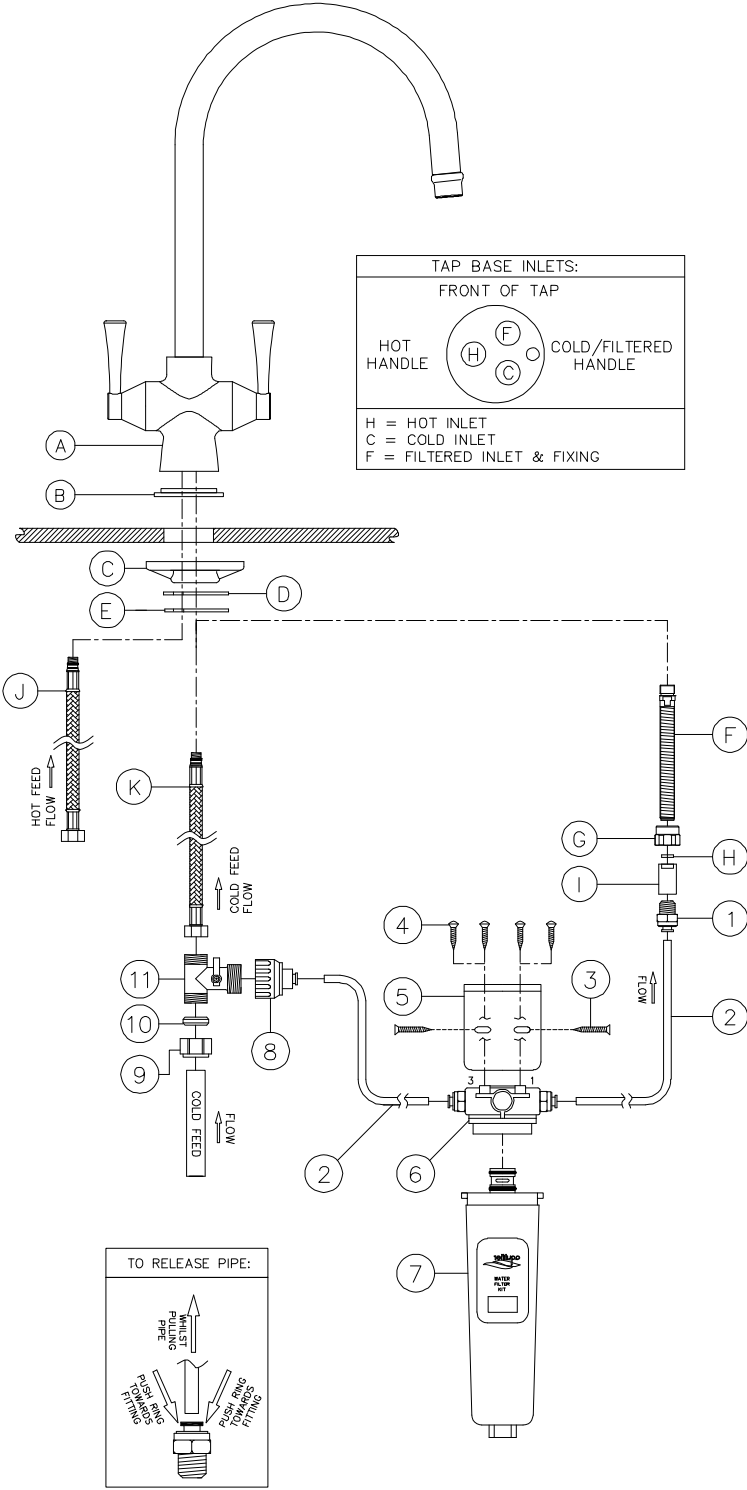 TAP BASE INLETS:
FRONT OF TAP
F
HOT
HANDLE
H
COLD/FILTERED
HANDLE
C
H = HOT INLET
C = COLD INLET
F = FILTERED INLET & FIXING
A
B
C
D
E
J
HOT FEED
FLOW
K
COLD FEED
FLOW
F
G
H
I
1
FLOW
2
4
5
3
3
1
11
10
9
8
COLD FEED
FLOW
2
6
7
WATER
FILTER
KIT
TO RELEASE PIPE:
WHILST
PULLING
PIPE
PUSH RING
TOWARDS
FITTING
PUSH RING
TOWARDS
FITTING